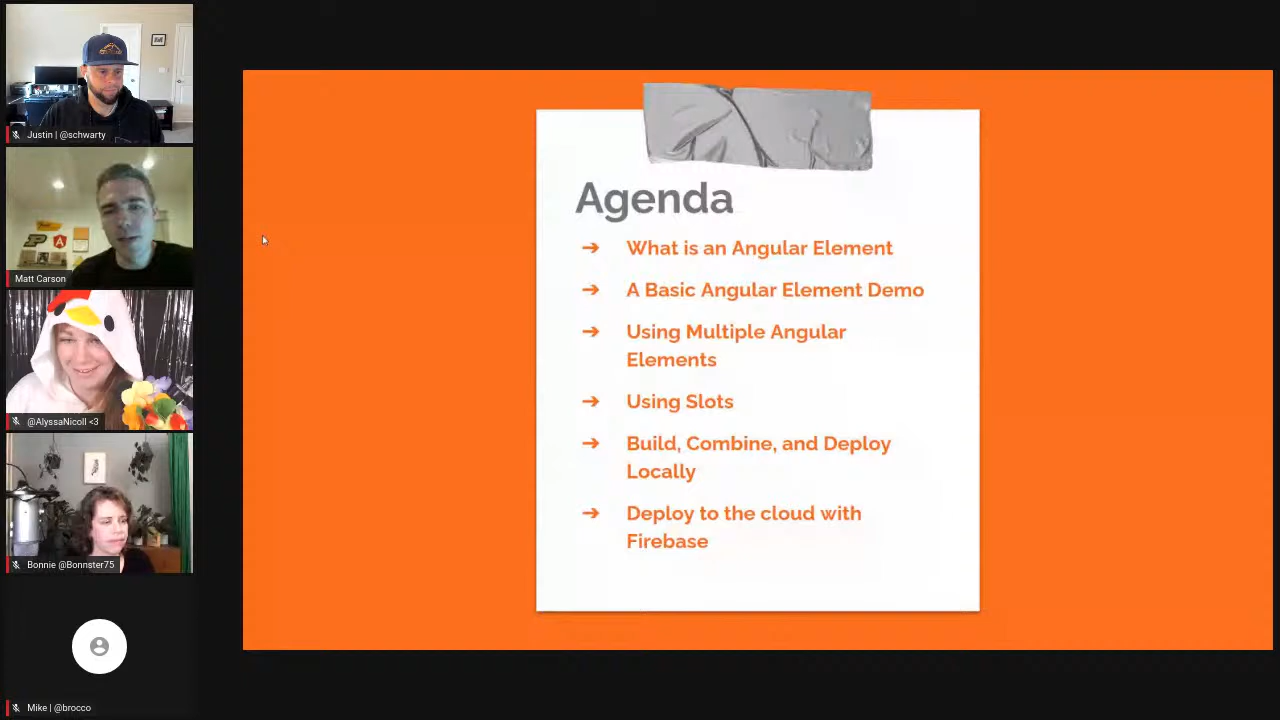 Justin | @schwarty
Matt Carson
@AlyssaNicoll <3
Bonnie @Bonnster75
Mike | @brocco
Agenda
➔ What is an Angular Element
➔ A Basic Angular Element Demo
➔ Using Multiple Angular
Elements
➔ Using Slots
➔ Build, Combine, and Deploy
Locally
➔ Deploy to the cloud with
Firebase